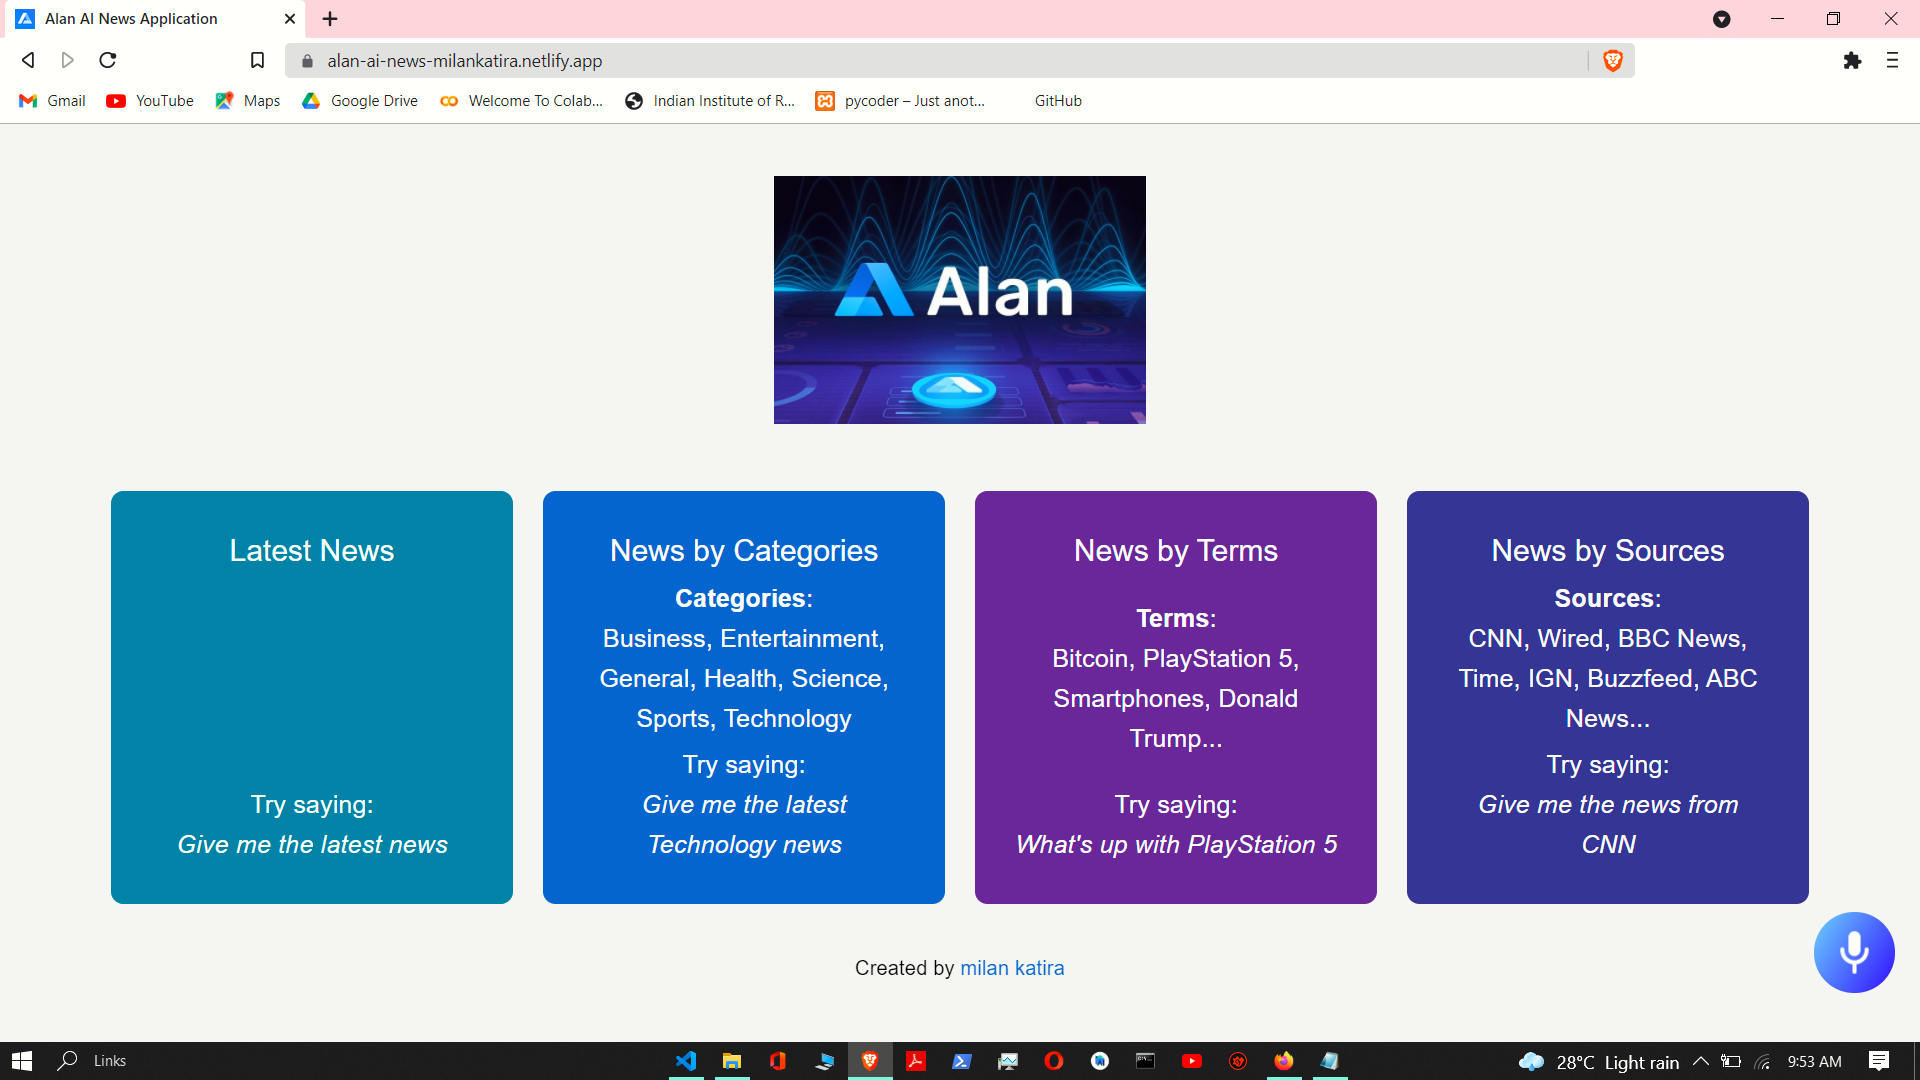 Alan AI News Application
alan-ai-news-milankatira.netlify.app
Gmail
YouTube
Maps
Google Drive
Welcome To Colab...
Indian Institute of R...
pycoder – Just anot...
GitHub
Alan
Latest News
Try saying:
Give me the latest news
News by Categories
Categories:
Business, Entertainment,
General, Health, Science,
Sports, Technology
Try saying:
Give me the latest
Technology news
News by Terms
Terms:
Bitcoin, PlayStation 5,
Smartphones, Donald
Trump...
Try saying:
What's up with PlayStation 5
News by Sources
Sources:
CNN, Wired, BBC News,
Time, IGN, Buzzfeed, ABC
News...
Try saying:
Give me the news from
CNN
Created by milan katira
Links
28°C Light rain
9:53 AM